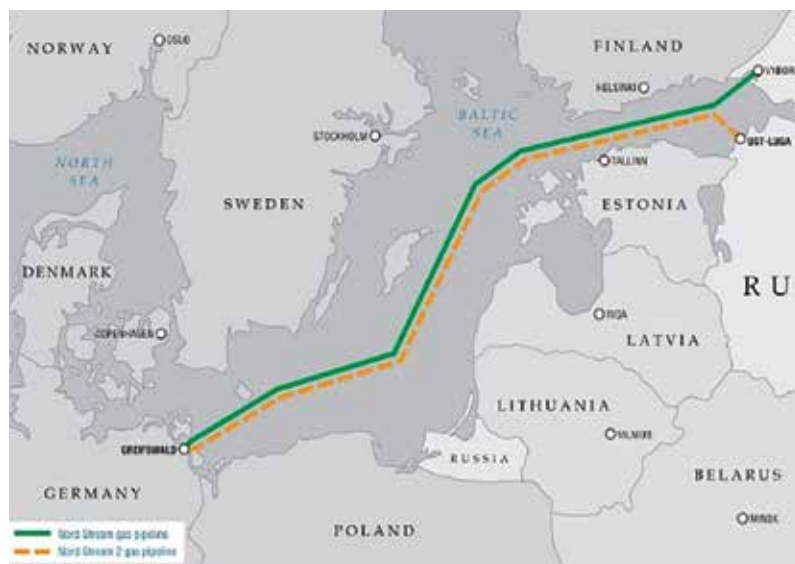 NORWAY
OSLO
FINLAND
HELSINKI
VYBOR
BALTIC
SEA
STOCKHOLM
UST-LUGA
NORTH
SEA
TALLINN
SWEDEN
ESTONIA
DENMARK
RU
COPENHAGEN
RIGA
LATVIA
LITHUANIA
VILNIUS
GREIFSWALD
RUSSIA
BELARUS
GERMANY
MINSK
POLAND
Nord Stream gas pipeline
Nord Stream 2 gas pipeline